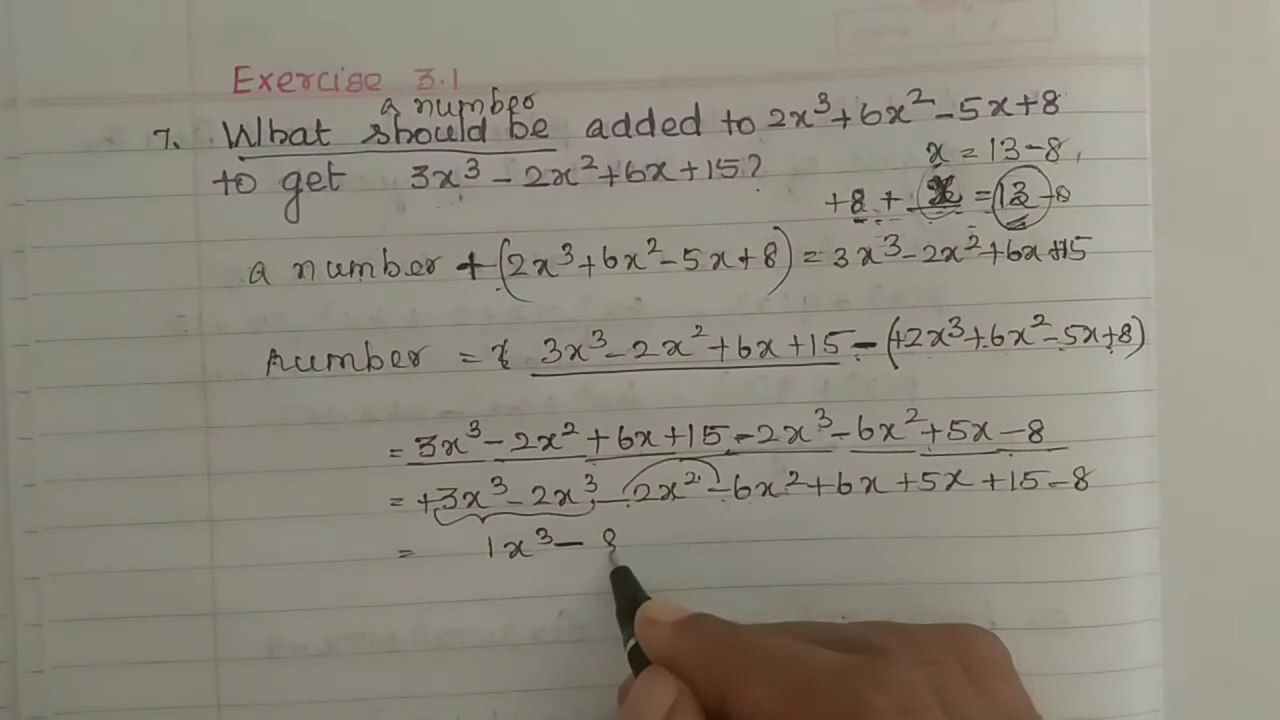 Exercise 3.1
a number
7. What should be added to 2x³+6x²-5x+8
to get 3x³-2x²+6x+15?
x=13-8,
+8+ =13-8
a number + (2x³+6x²-5x+8) = 3x³-2x²+6x+15
number = 3x³-2x²+6x+15-(+2x³+6x²-5x+8)
= 3x³-2x²+6x+15-2x³-6x²+5x-8
= +3x³-2x³-2x²-6x²+6x+5x+15-8
= 1x³-8